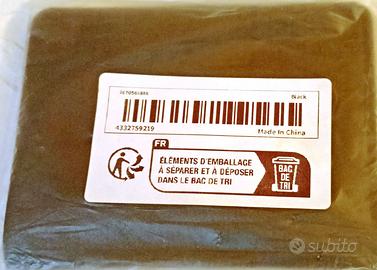 Black
4332759219
Made In China
FR
ÉLÉMENTS D'EMBALLAGE
À SÉPARER ET À DÉPOSER
DANS LE BAC DE TRI
BAC
DE
TRI
subito